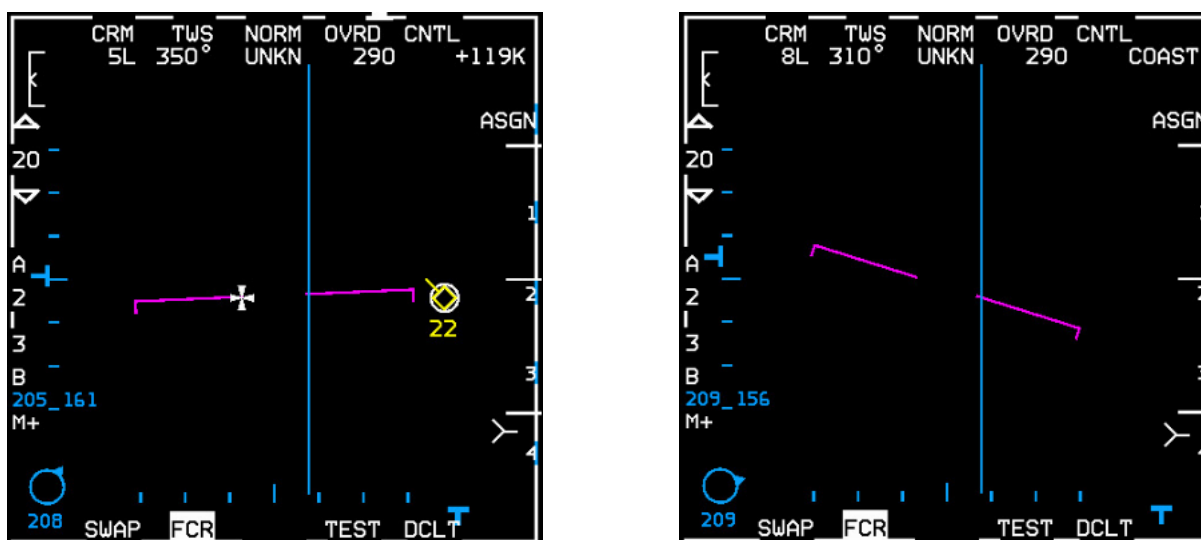 CRM TWS NORM OVRD CNTL
5L 350° UNKN 290 +119K
ASGN
20
1
A
2
2
3
22
3
B
205_161
M+
4
208
SWAP FCR TEST DCLT
CRM TWS NORM OVRD CNTL
8L 310° UNKN 290 COAST
ASGN
20
A
2
3
B
209_156
M+
209
SWAP FCR TEST DCLT